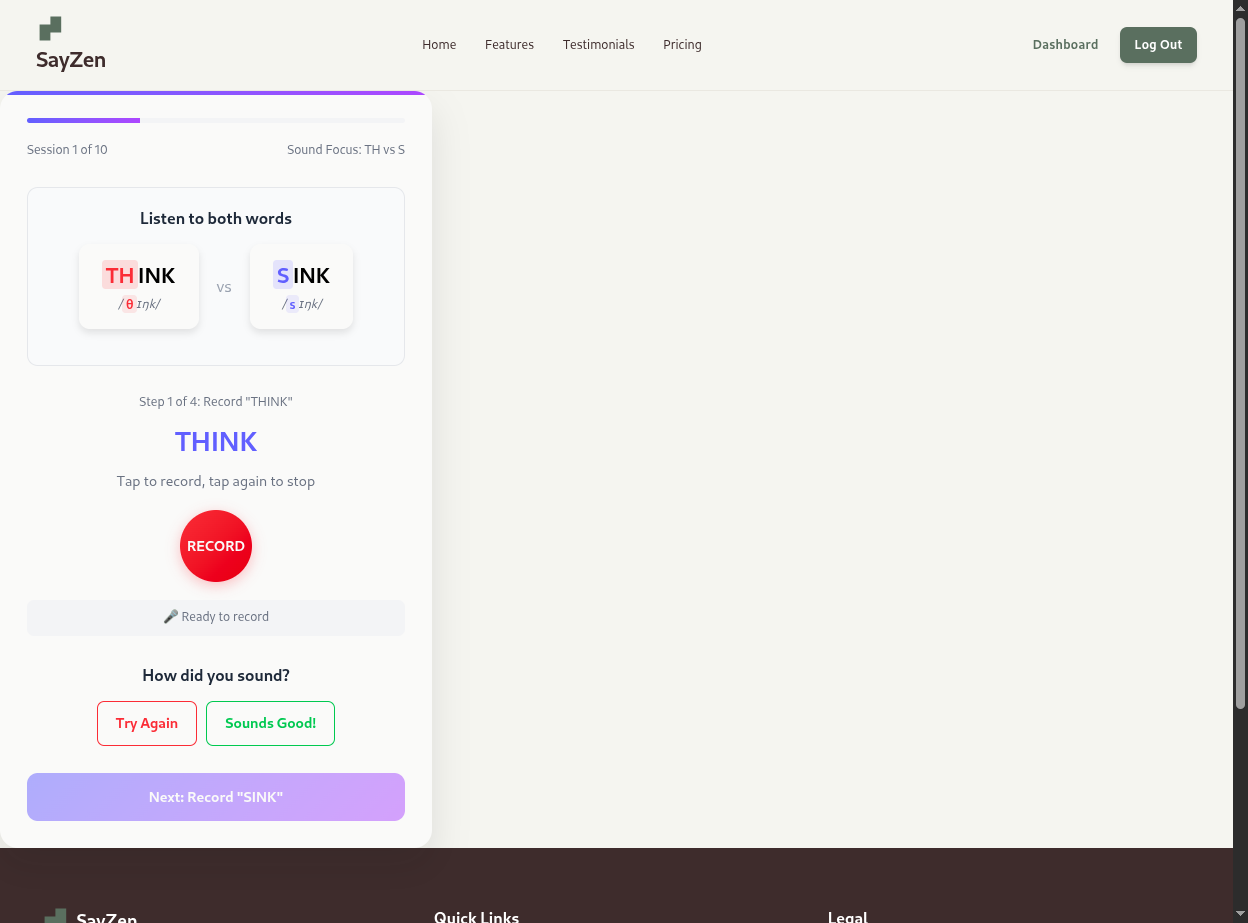 SayZen
Home Features Testimonials Pricing
Dashboard Log Out
Session 1 of 10 Sound Focus: TH vs S
Listen to both words
THINK VS SINK
/θɪŋk/ /sɪŋk/
Step 1 of 4: Record "THINK"
THINK
Tap to record, tap again to stop
RECORD
🎤 Ready to record
How did you sound?
Try Again Sounds Good!
Next: Record "SINK"
SayZen Quick Links Legal